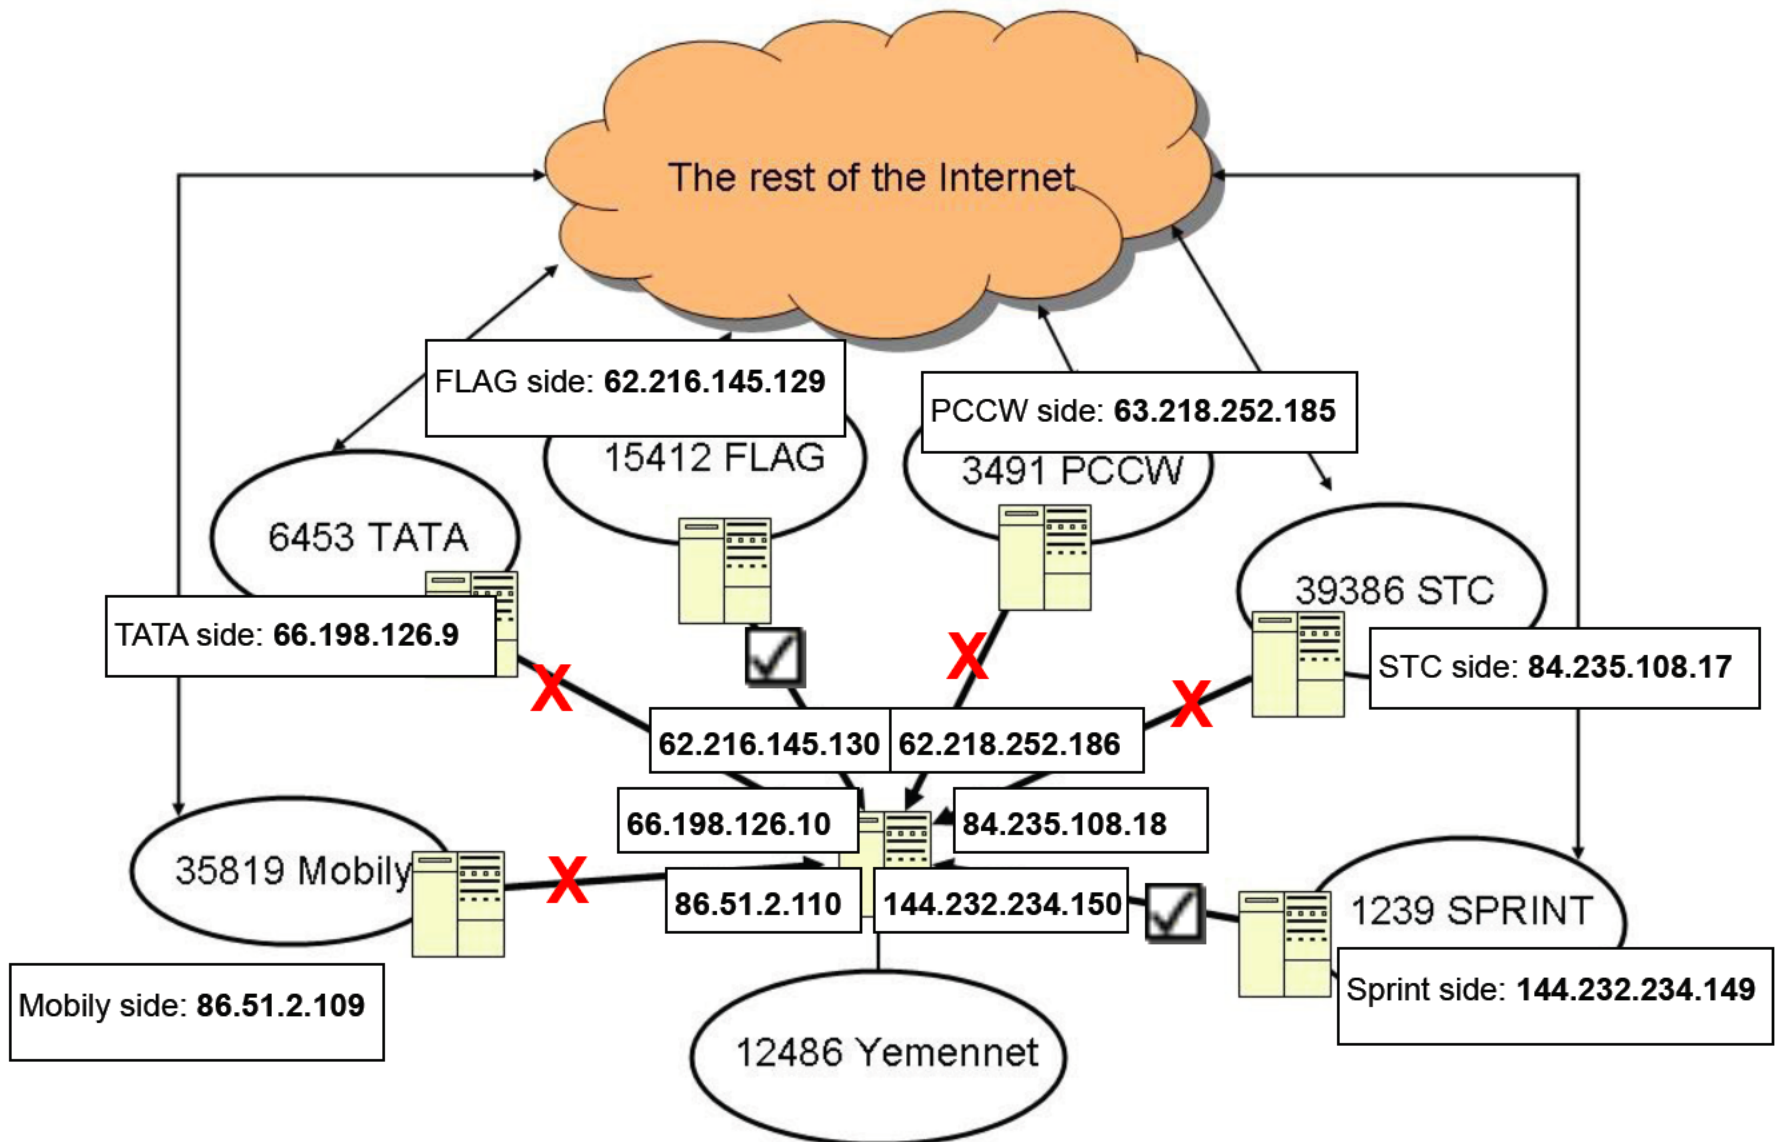 The rest of the Internet
FLAG side: 62.216.145.129
PCCW side: 63.218.252.185
15412 FLAG
3491 PCCW
6453 TATA
39386 STC
TATA side: 66.198.126.9
STC side: 84.235.108.17
X
X
X
62.216.145.130
62.218.252.186
66.198.126.10
84.235.108.18
35819 Mobily
X
86.51.2.110
144.232.234.150
1239 SPRINT
Mobily side: 86.51.2.109
Sprint side: 144.232.234.149
12486 Yemennet